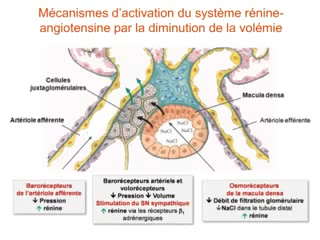 Mécanismes d'activation du système rénine-
angiotensine par la diminution de la volémie
Cellules
juxtaglomérulaires
Macula densa
Artériole afférente
Artériole efférente
NaCl
NaCl
NaCl
NaCl
NaCl
Barorécepteurs
de l'artériole afférente
🡻 Pression
↑ rénine
Barorécepteurs artériels et
volorécepteurs
🡻 Pression 🡻 Volume
Stimulation du SN sympathique
↑ rénine via les récepteurs β1
adrénergiques
Osmorécepteurs
de la macula densa
🡻 Débit de filtration glomérulaire
↓NaCl dans le tubule distal
↑ rénine